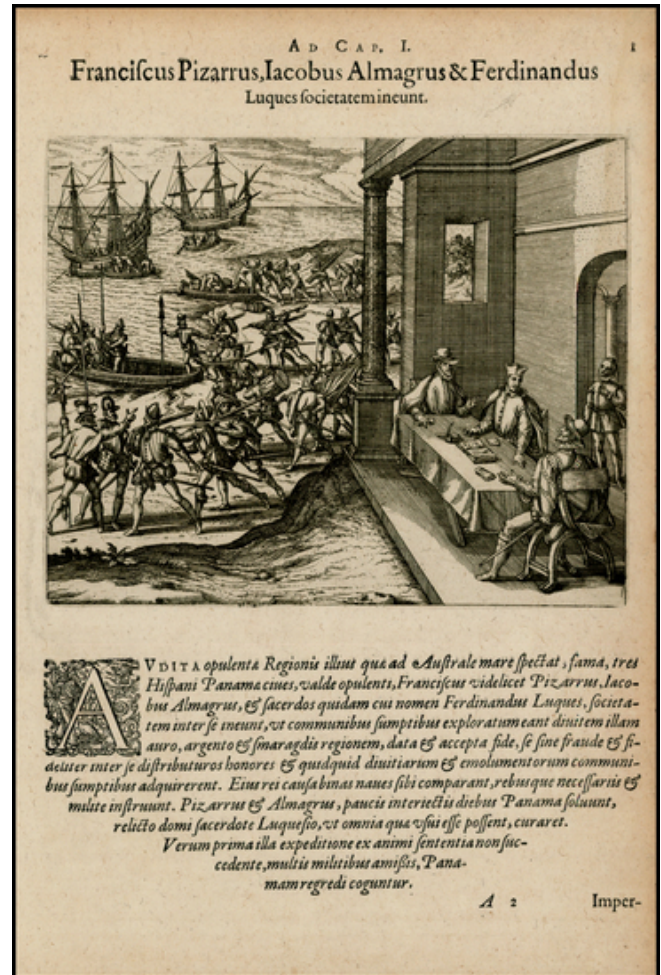 AD CAP. I.
1
Franciſcus Pizarrus, Iacobus Almagrus & Ferdinandus
Luques ſocietatem ineunt.
AVDITA opulentæ Regionis illius quæ ad Auſtrale mare ſpectat, fama, tres
Hiſpani Panamæ ciues, valde opulenti, Franciſcus videlicet Pizarrus, Iaco-
bus Almagrus, & ſacerdos quidam cui nomen Ferdinandus Luques, ſocieta-
tem inter ſe ineunt, vt communibus ſumptibus exploratum eant diuitem illam
auro, argento & ſmaragdis regionem, data & accepta fide, ſe ſine fraude & fi-
deliter inter ſe diſtributuros honores & quidquid diuitiarum & emolumentorum communi-
bus ſumptibus adquirerent. Eius rei cauſa binas naues ſibi comparant, rebusque neceſſariis &
milite inſtruunt. Pizarrus & Almagrus, paucis interiectis diebus Panama ſoluunt,
relicto domi ſacerdote Luqueſio, vt omnia quæ vſui eſſe poſſent, curaret.
Verum prima illa expeditione ex animi ſententia non ſuc-
cedente, multis militibus amiſſis, Pana-
mam regredi coguntur.
A 2 Imper-